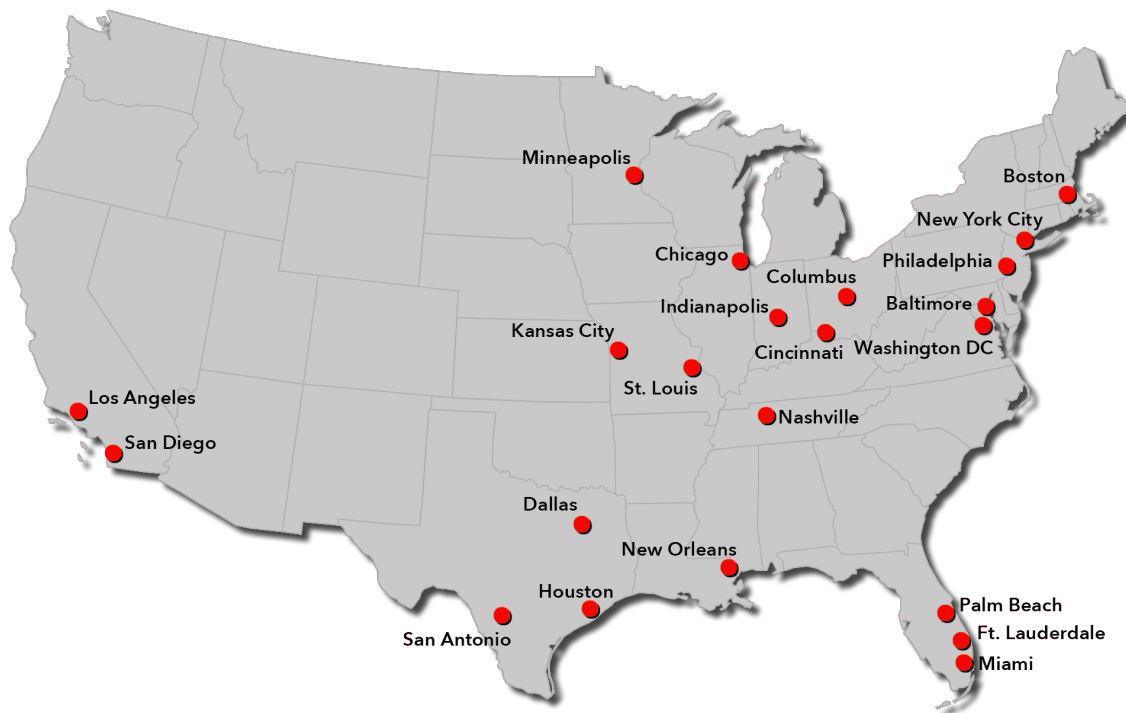 Minneapolis
Boston
New York City
Chicago
Philadelphia
Columbus
Indianapolis
Baltimore
Kansas City
Cincinnati
Washington DC
St. Louis
Los Angeles
Nashville
San Diego
Dallas
New Orleans
Houston
Palm Beach
San Antonio
Ft. Lauderdale
Miami